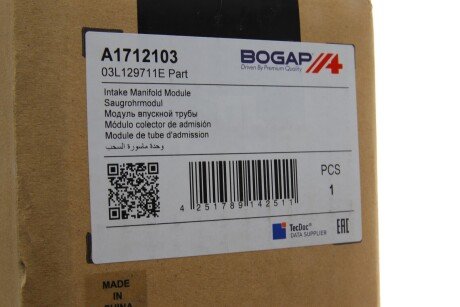 A1712103
03L129711E Part
BOGAP
Driven By Premium Quality
Intake Manifold Module
Saugrohrmodul
Модуль впускной трубы
Módulo colector de admisión
Module de tube d'admission
وحدة ماسورة السحب
4 251789 142511
PCS
1
TecDoc
DATA SUPPLIER
EAC
MADE
IN
CHINA